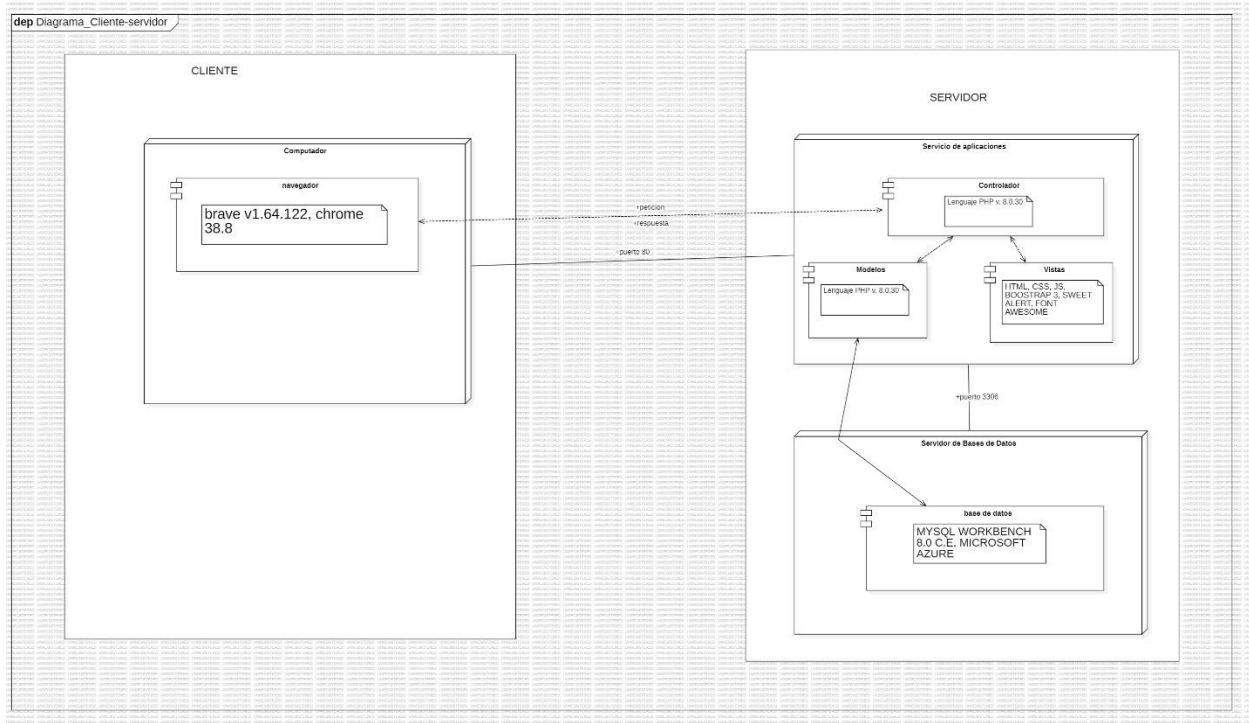 dep Diagrama_Cliente-servidor
CLIENTE
Computador
navegador
brave v1.64.122, chrome
38.8
+peticion
+respuesta
+puerto 80
SERVIDOR
Servicio de aplicaciones
Controlador
Lenguaje PHP v. 8.0.30
Modelos
Lenguaje PHP v. 8.0.30
Vistas
HTML, CSS, JS,
BOOSTRAP 3, SWEET
ALERT, FONT
AWESOME
+puerto 3306
Servidor de Bases de Datos
base de datos
MYSQL WORKBENCH
8.0 C.E. MICROSOFT
AZURE